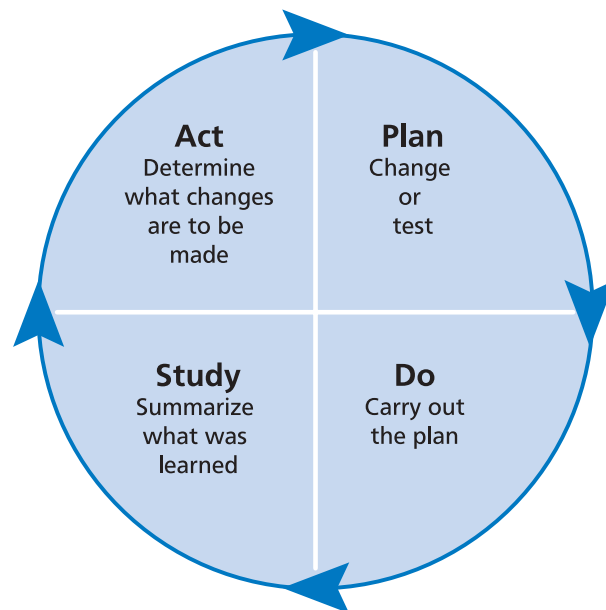 Act
Determine
what changes
are to be
made
Plan
Change
or
test
Study
Summarize
what was
learned
Do
Carry out
the plan